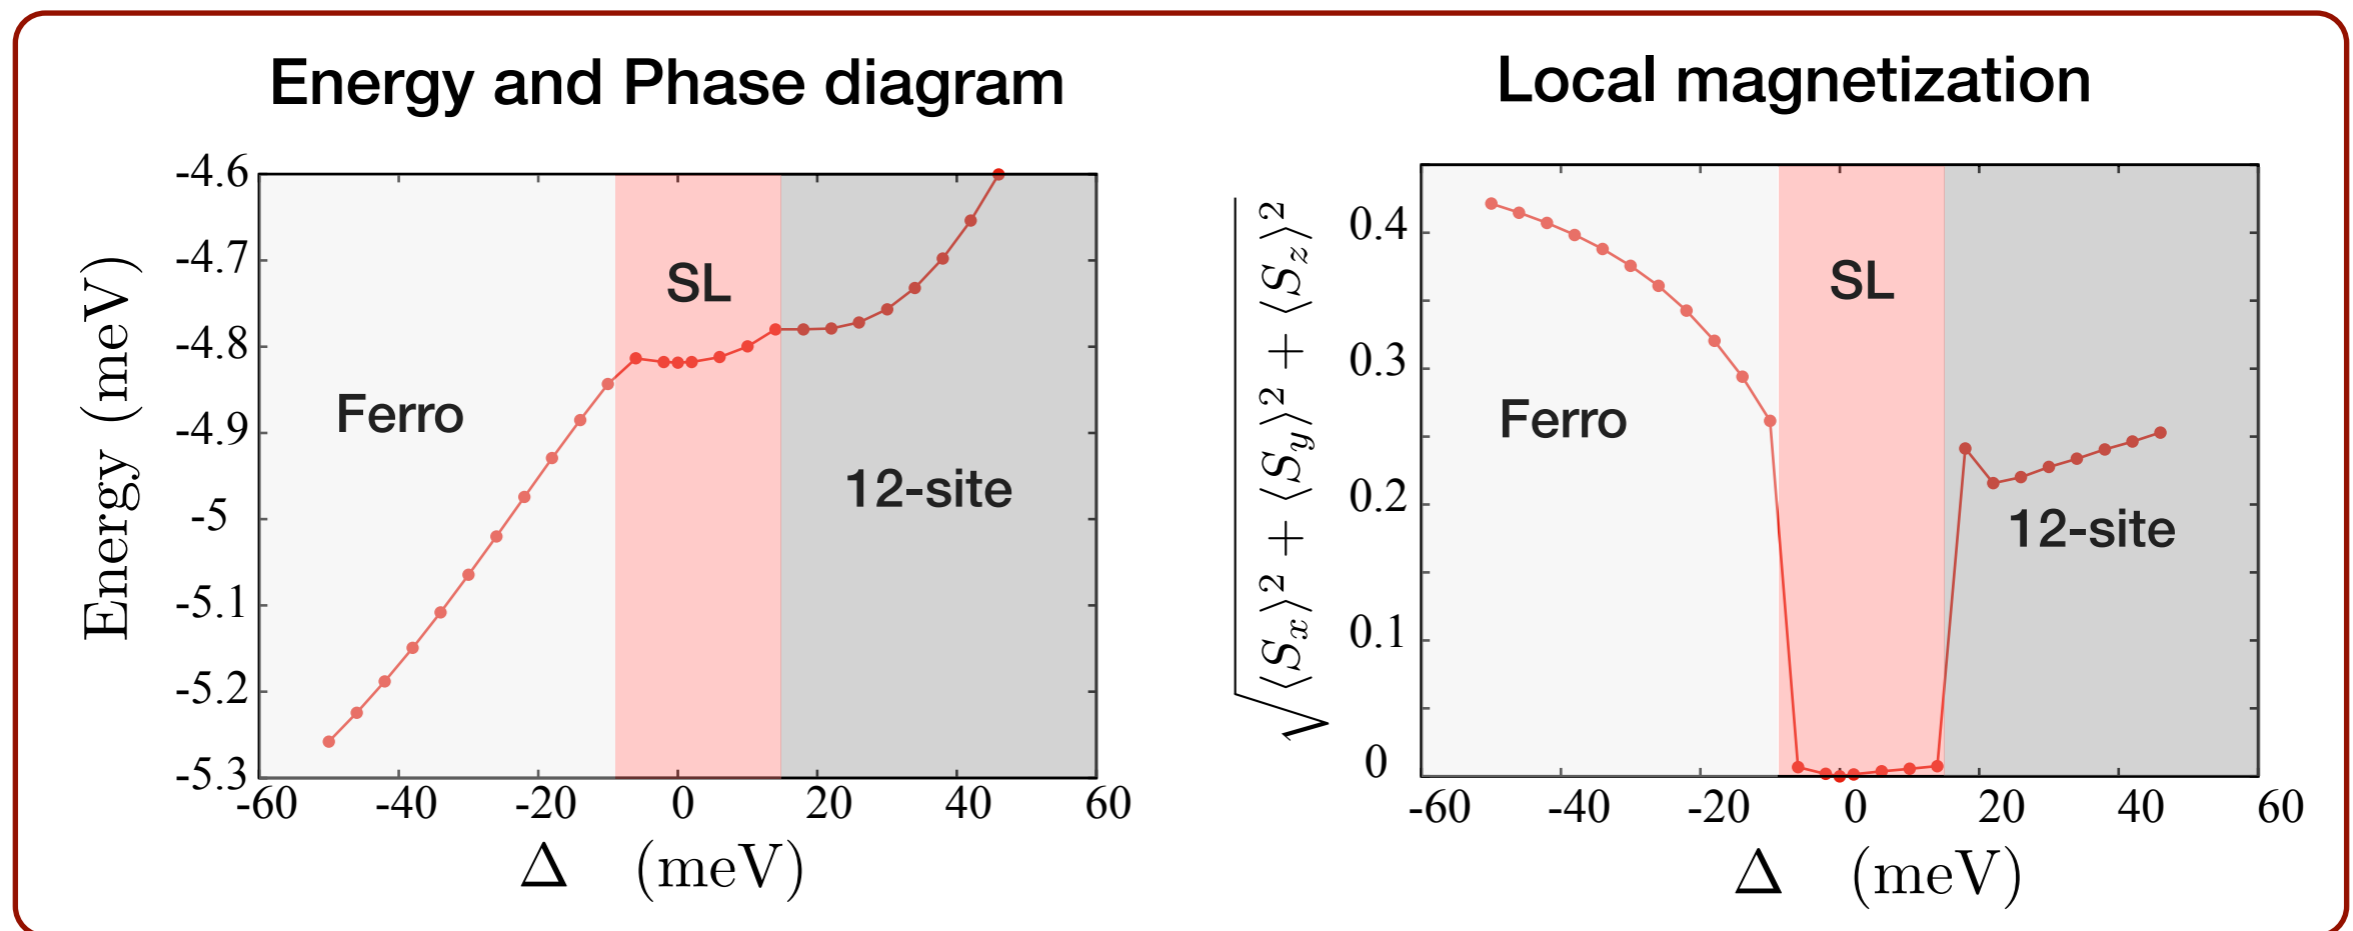 Energy and Phase diagram
-4.6
-4.7
-4.8
-4.9
-5
-5.1
-5.2
-5.3
Energy (meV)
SL
Ferro
12-site
-60 -40 -20 0 20 40 60
Δ (meV)
Local magnetization
0.4
0.3
0.2
0.1
0
√⟨S_x⟩² + ⟨S_y⟩² + ⟨S_z⟩²
SL
Ferro
12-site
-60 -40 -20 0 20 40 60
Δ (meV)